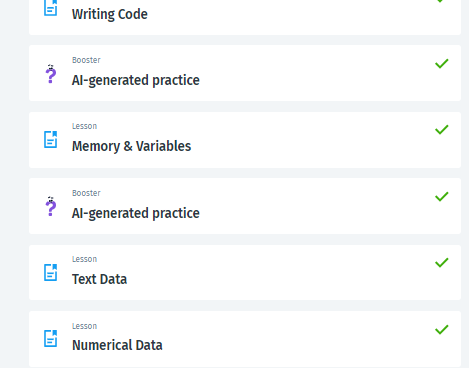 Writing Code
Booster
AI-generated practice
Lesson
Memory & Variables
Booster
AI-generated practice
Lesson
Text Data
Lesson
Numerical Data